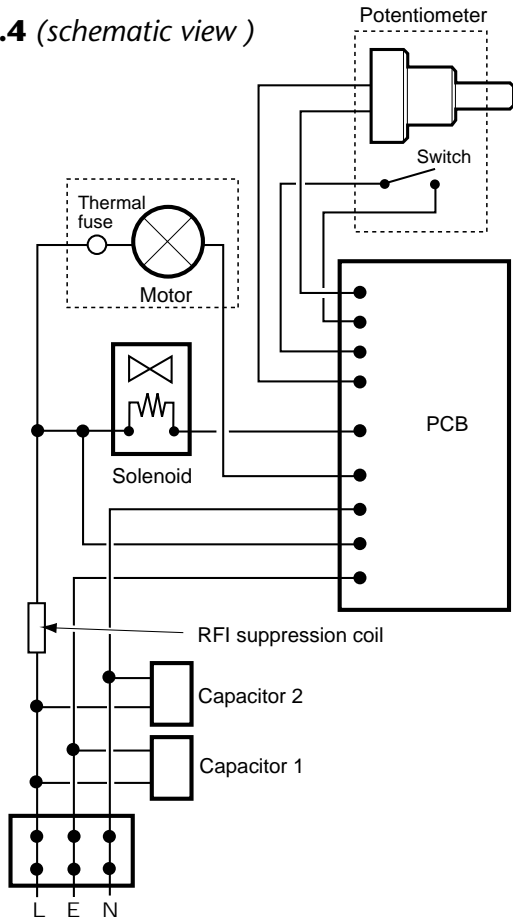 .4 (schematic view )
Potentiometer
Switch
Thermal
fuse
Motor
Solenoid
PCB
RFI suppression coil
Capacitor 2
Capacitor 1
L E N